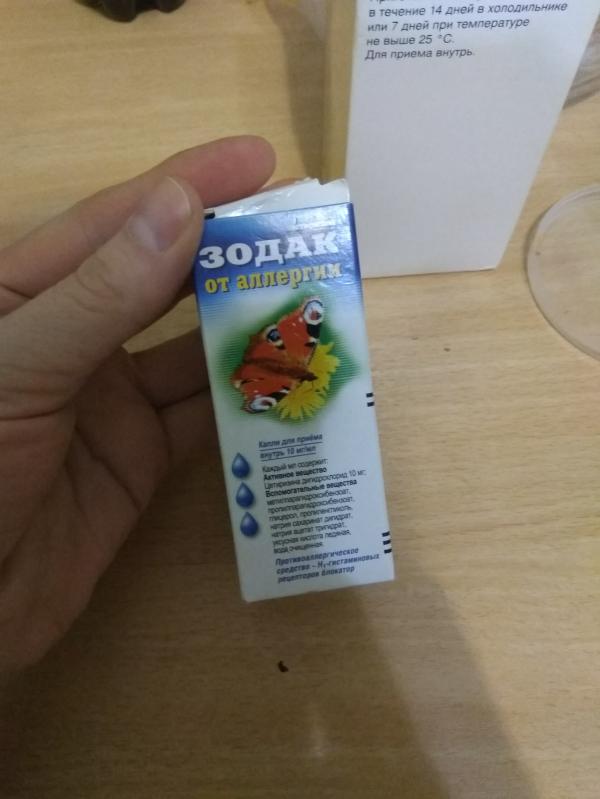 в течение 14 дней в холодильнике
или 7 дней при температуре
не выше 25 °C.
Для приема внутрь.
ЗОДАК
от аллергии
Капли для приёма
внутрь 10 мг/мл
Каждый мл содержит:
Активное вещество
Цетиризина дигидрохлорид 10 мг;
Вспомогательные вещества
метилпарагидроксибензоат,
пропилпарагидроксибензоат,
глицерол, пропиленгликоль,
натрия сахаринат дигидрат,
натрия ацетат тригидрат,
уксусная кислота ледяная,
вода очищенная.
Противоаллергическое
средство - H₁-гистаминовых
рецепторов блокатор